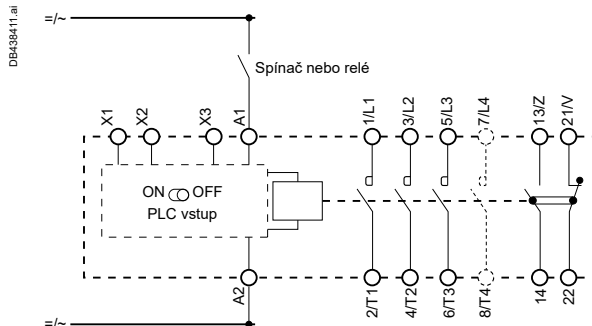 DB438411.ai
=/~
Spínač nebo relé
X1
X2
X3
A1
1/L1
3/L2
5/L3
7/L4
13/Z
21/V
ON OFF
PLC vstup
A2
2/T1
4/T2
6/T3
8/T4
14
22
=/~